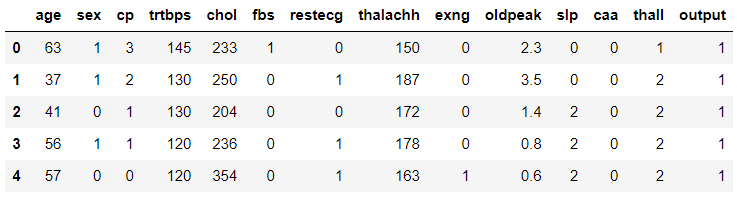 age sex cp trtbps chol fbs restecg thalachh exng oldpeak slp caa thall output
0 63 1 3 145 233 1 0 150 0 2.3 0 0 1 1
1 37 1 2 130 250 0 1 187 0 3.5 0 0 2 1
2 41 0 1 130 204 0 0 172 0 1.4 2 0 2 1
3 56 1 1 120 236 0 1 178 0 0.8 2 0 2 1
4 57 0 0 120 354 0 1 163 1 0.6 2 0 2 1